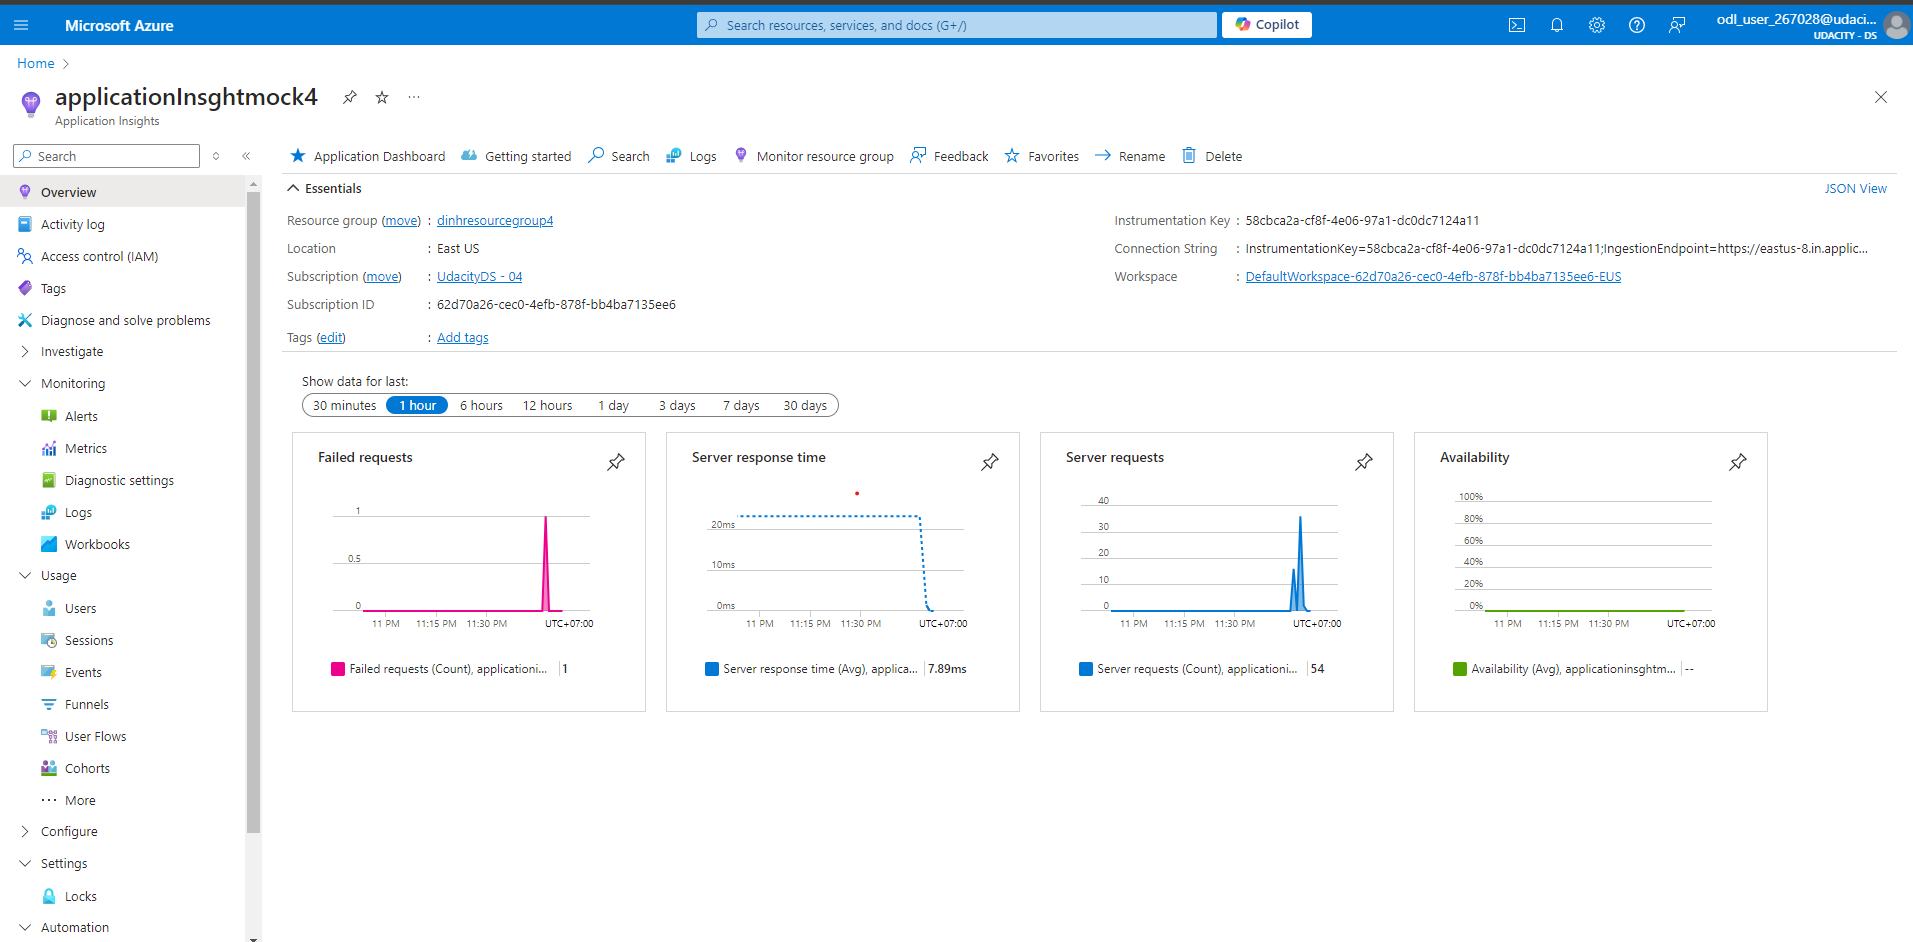 Microsoft Azure
Search resources, services, and docs (G+/)
Copilot
odl_user_267028@udaci...
UDACITY - DS
Home
applicationInsghtmock4
Application Insights
Search
Application Dashboard
Getting started
Search
Logs
Monitor resource group
Feedback
Favorites
Rename
Delete
Overview
Activity log
Access control (IAM)
Tags
Diagnose and solve problems
Investigate
Monitoring
Alerts
Metrics
Diagnostic settings
Logs
Workbooks
Usage
Users
Sessions
Events
Funnels
User Flows
Cohorts
More
Configure
Settings
Locks
Automation
Essentials
JSON View
Resource group (move) : dinhresourcegroup4
Location : East US
Subscription (move) : UdacityDS - 04
Subscription ID : 62d70a26-cec0-4efb-878f-bb4ba7135ee6
Tags (edit) : Add tags
Instrumentation Key : 58cbca2a-cf8f-4e06-97a1-dc0dc7124a11
Connection String : InstrumentationKey=58cbca2a-cf8f-4e06-97a1-dc0dc7124a11;IngestionEndpoint=https://eastus-8.in.applic...
Workspace : DefaultWorkspace-62d70a26-cec0-4efb-878f-bb4ba7135ee6-EUS
Show data for last:
30 minutes 1 hour 6 hours 12 hours 1 day 3 days 7 days 30 days
Failed requests
1
0.5
0
11 PM 11:15 PM 11:30 PM UTC+07:00
Failed requests (Count), applicationi... 1
Server response time
20ms
10ms
0ms
11 PM 11:15 PM 11:30 PM UTC+07:00
Server response time (Avg), applica... 7.89ms
Server requests
40
30
20
10
0
11 PM 11:15 PM 11:30 PM UTC+07:00
Server requests (Count), applicationi... 54
Availability
100%
80%
60%
40%
20%
0%
11 PM 11:15 PM 11:30 PM UTC+07:00
Availability (Avg), applicationinsghtm... --